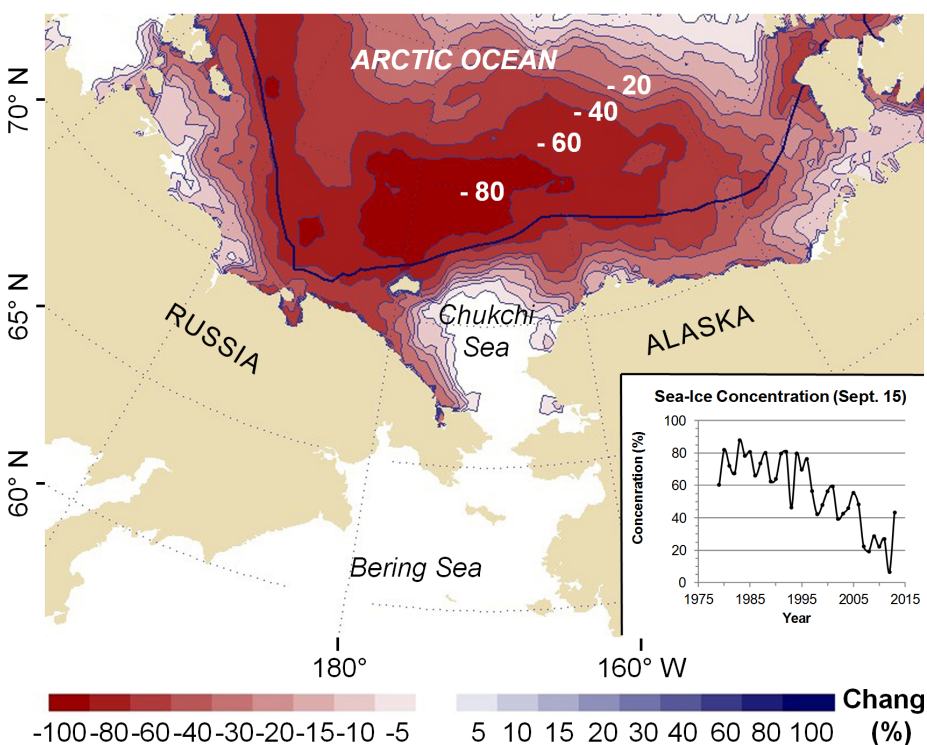 ARCTIC OCEAN
- 20
- 40
- 60
- 80
70° N
65° N
60° N
RUSSIA
Chukchi
Sea
ALASKA
Bering Sea
Sea-Ice Concentration (Sept. 15)
Concenration (%)
100
80
60
40
20
0
1975 1985 1995 2005 2015
Year
180° 160° W
-100 -80 -60 -40 -30 -20 -15 -10 -5
5 10 15 20 30 40 60 80 100
Chang
(%)